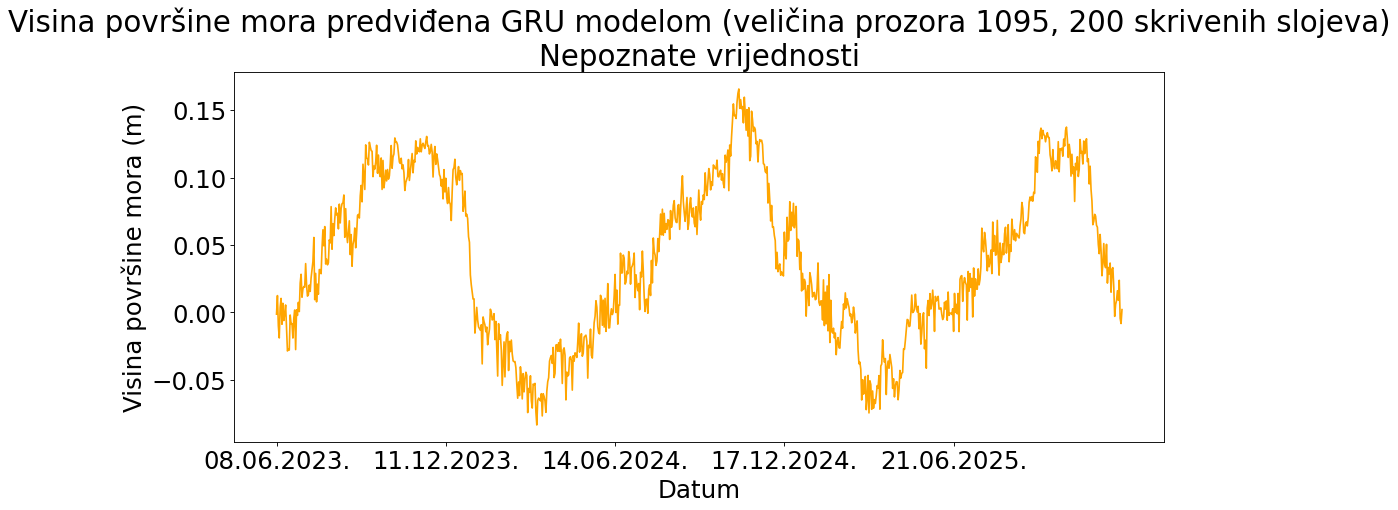 Visina površine mora predviđena GRU modelom (veličina prozora 1095, 200 skrivenih slojeva)
Nepoznate vrijednosti
Visina površine mora (m)
0.15
0.10
0.05
0.00
−0.05
08.06.2023. 11.12.2023. 14.06.2024. 17.12.2024. 21.06.2025.
Datum